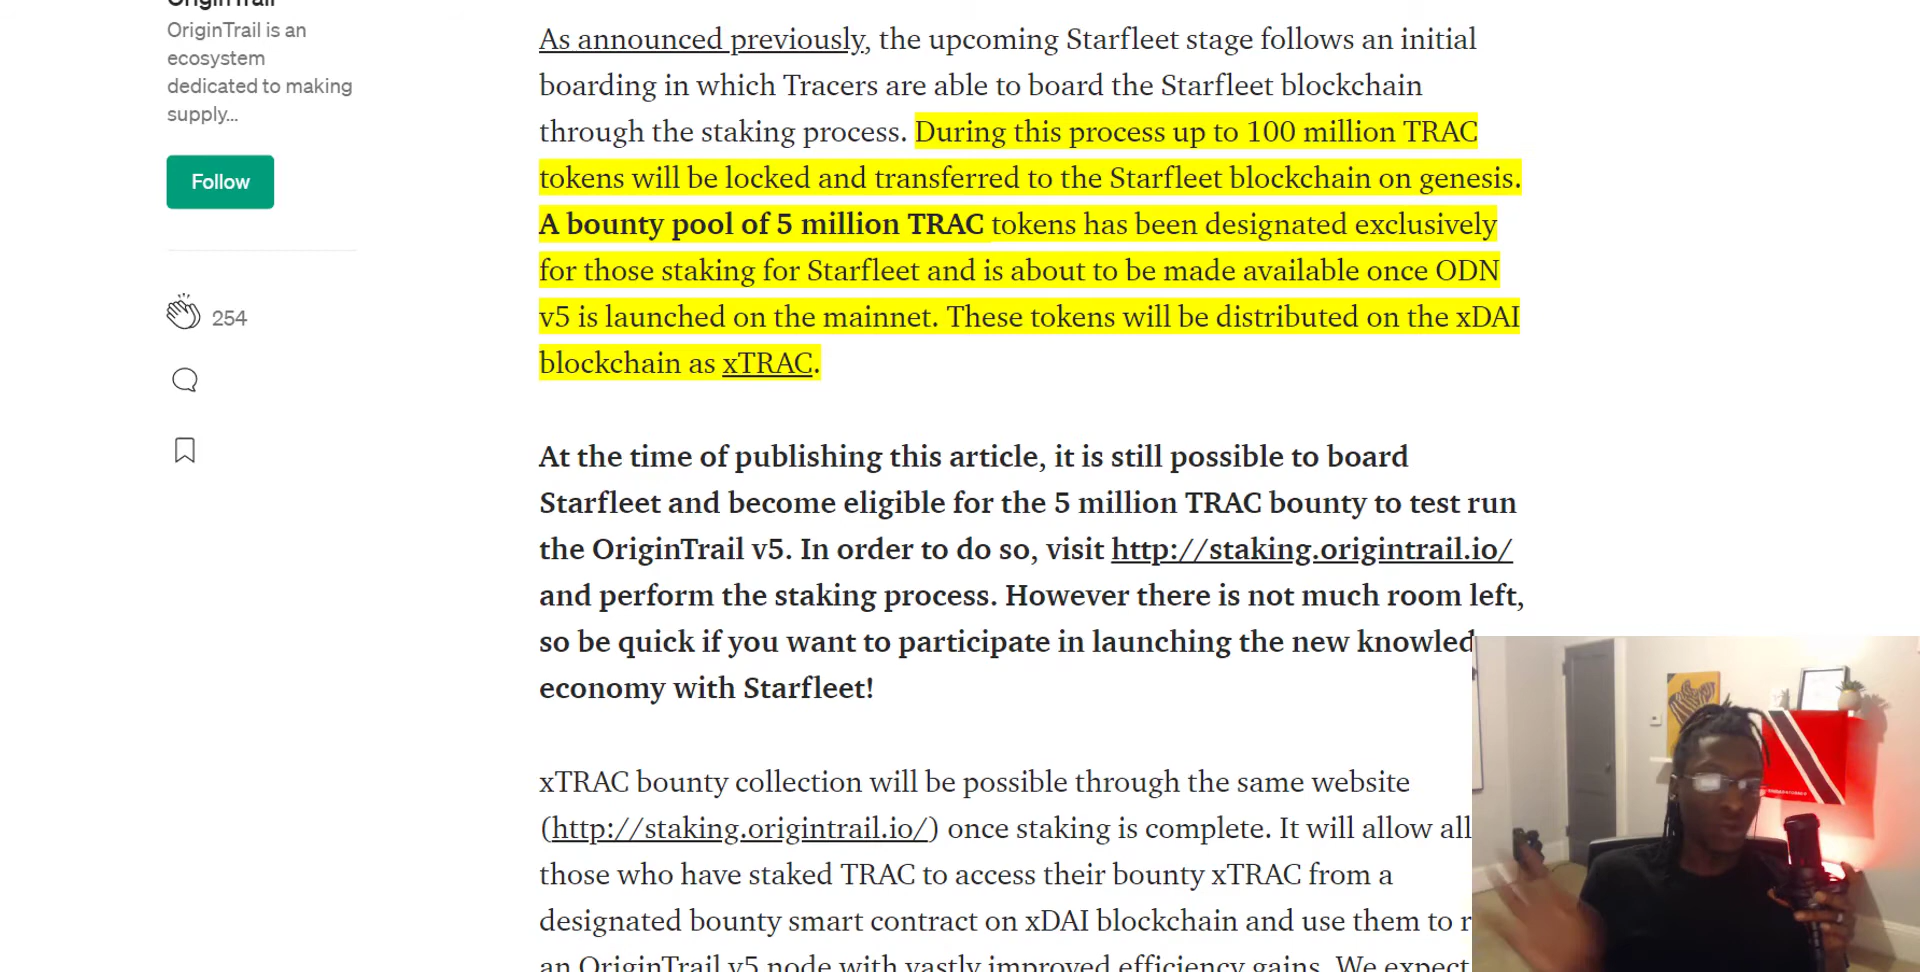 OriginTrail
OriginTrail is an
ecosystem
dedicated to making
supply...
Follow
254
As announced previously, the upcoming Starfleet stage follows an initial
boarding in which Tracers are able to board the Starfleet blockchain
through the staking process. During this process up to 100 million TRAC
tokens will be locked and transferred to the Starfleet blockchain on genesis.
A bounty pool of 5 million TRAC tokens has been designated exclusively
for those staking for Starfleet and is about to be made available once ODN
v5 is launched on the mainnet. These tokens will be distributed on the xDAI
blockchain as xTRAC.
At the time of publishing this article, it is still possible to board
Starfleet and become eligible for the 5 million TRAC bounty to test run
the OriginTrail v5. In order to do so, visit http://staking.origintrail.io/
and perform the staking process. However there is not much room left,
so be quick if you want to participate in launching the new knowled
economy with Starfleet!
xTRAC bounty collection will be possible through the same website
(http://staking.origintrail.io/) once staking is complete. It will allow all
those who have staked TRAC to access their bounty xTRAC from a
designated bounty smart contract on xDAI blockchain and use them to r
an OriginTrail v5 node with vastly improved efficiency gains. We expect